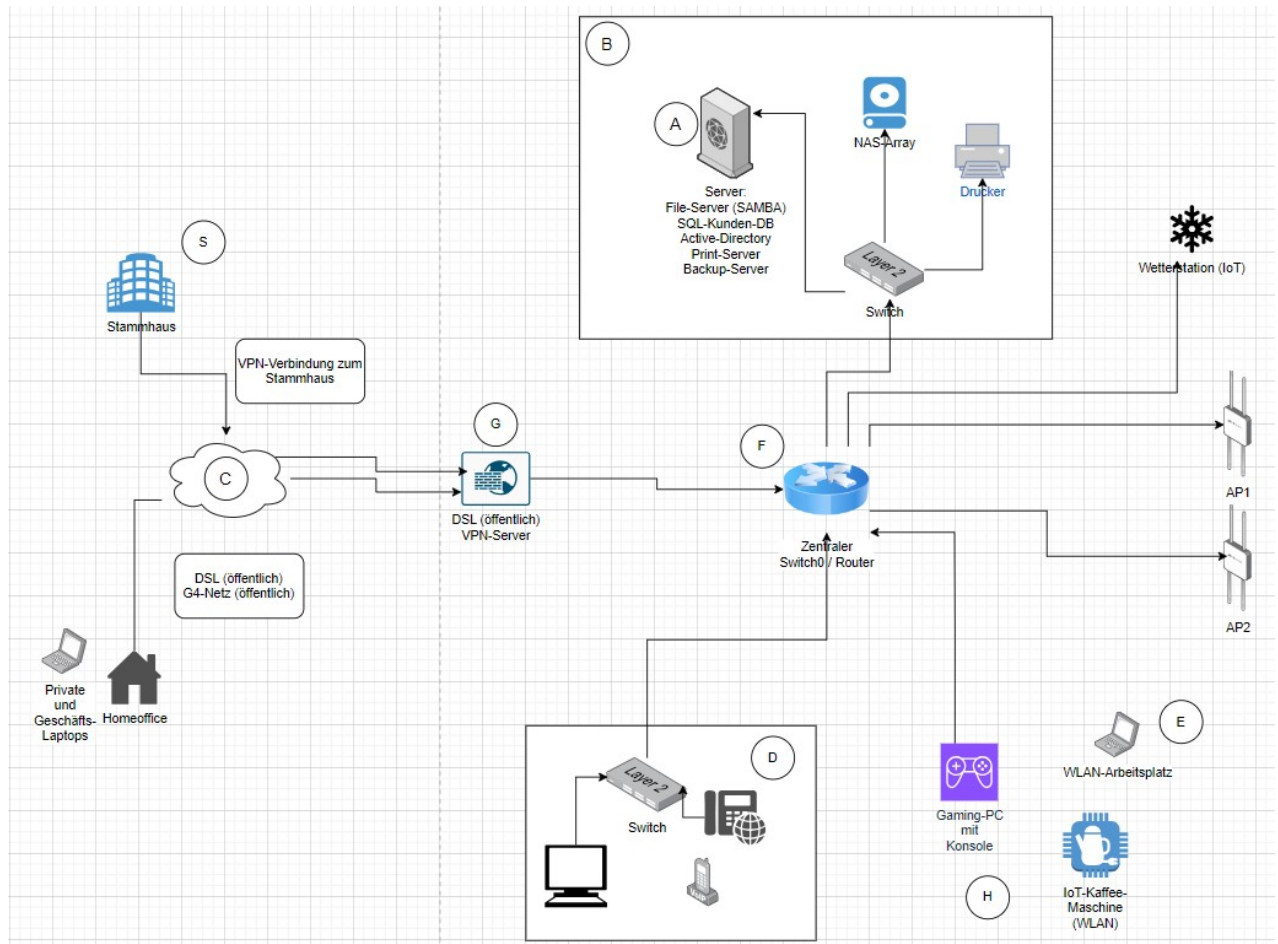 B
A
NAS-Array
Drucker
Server:
File-Server (SAMBA)
SQL-Kunden-DB
Active-Directory
Print-Server
Backup-Server
Layer 2
Switch
Wetterstation (IoT)
S
Stammhaus
VPN-Verbindung zum
Stammhaus
C
G
DSL (öffentlich)
VPN-Server
F
Zentraler
Switch0 / Router
AP1
AP2
DSL (öffentlich)
G4-Netz (öffentlich)
Private
und
Geschäfts-
Laptops
Homeoffice
D
Layer 2
Switch
VoIP
Gaming-PC
mit
Konsole
H
E
WLAN-Arbeitsplatz
IoT-Kaffee-
Maschine
(WLAN)